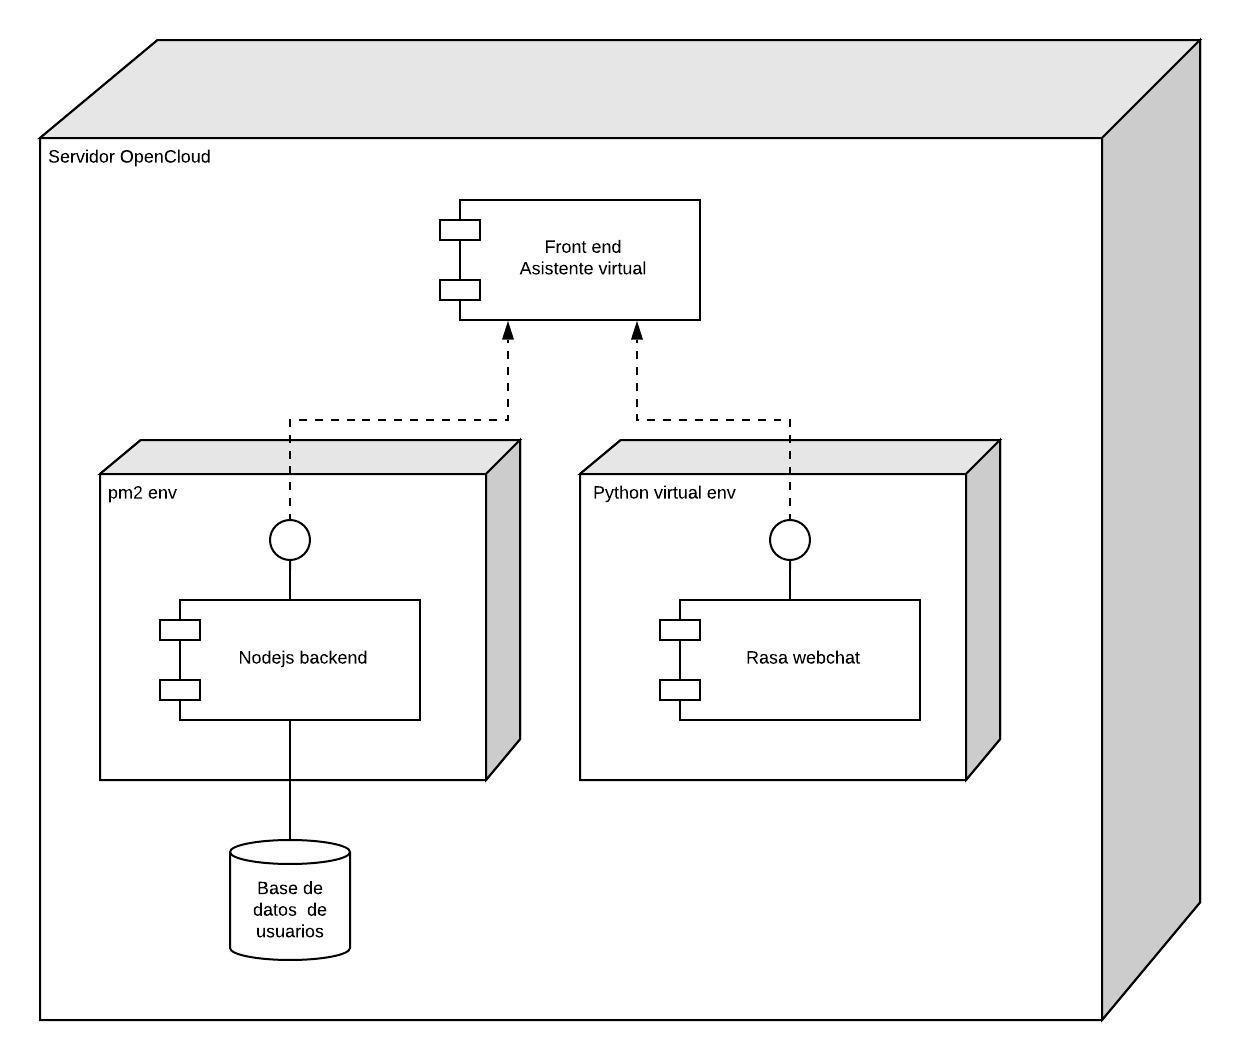 Servidor OpenCloud
Front end
Asistente virtual
pm2 env
Python virtual env
Nodejs backend
Rasa webchat
Base de
datos de
usuarios